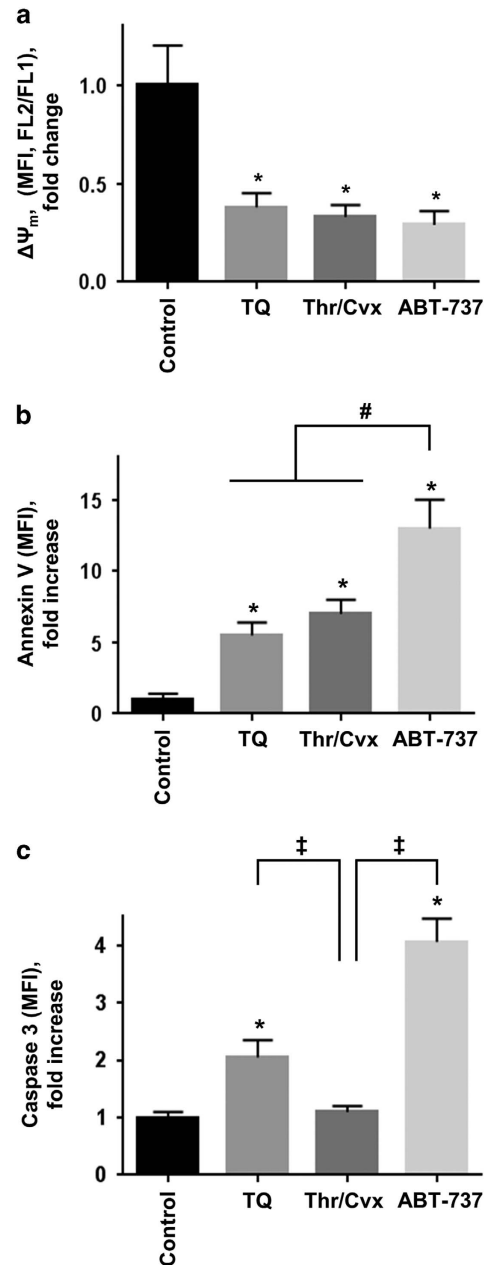 a
ΔΨm, (MFI, FL2/FL1),
fold change
1.0
0.5
0.0
*
*
*
Control
TQ
Thr/Cvx
ABT-737
b
Annexin V (MFI),
fold increase
#
15
10
5
0
*
*
*
Control
TQ
Thr/Cvx
ABT-737
c
Caspase 3 (MFI),
fold increase
‡
‡
4
3
2
1
0
*
*
Control
TQ
Thr/Cvx
ABT-737